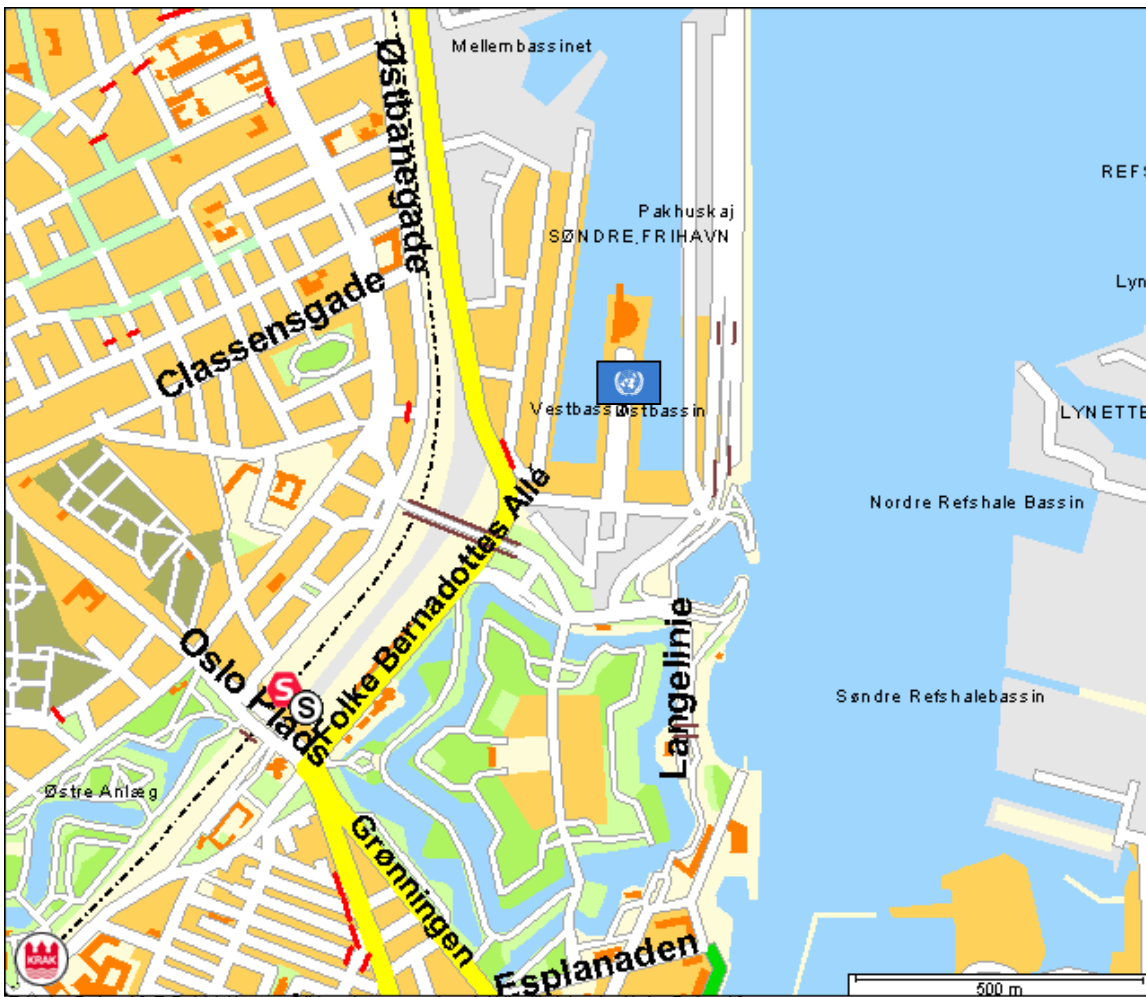 Mellembassinet
Østbanegade
REFS
Pakhuskaj
SØNDRE FRIHAVN
Lyn
Classensgade
Vestbass
Østbassin
LYNETTE
Nordre Refshale Bassin
Folke Bernadottes Allé
Oslo Plads
S
S
Langelinie
Søndre Refshalebassin
Østre Anlæg
Grønningen
Esplanaden
KRAK
500 m